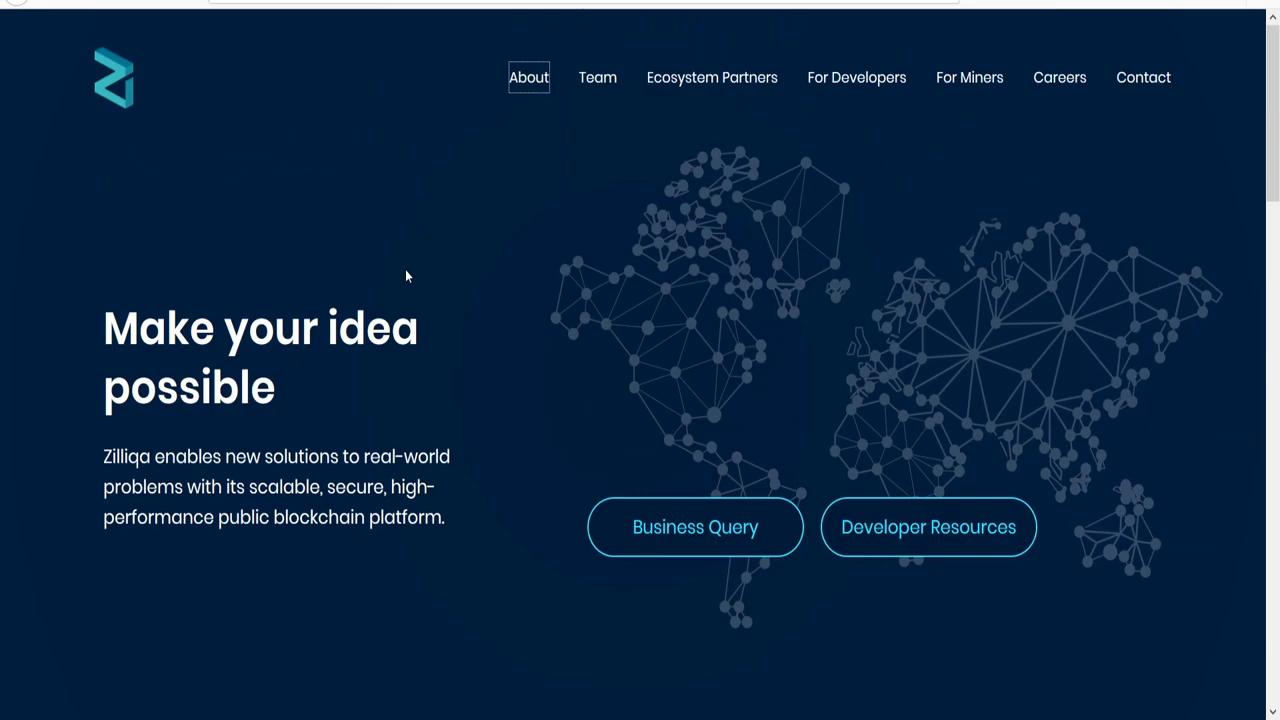 About Team Ecosystem Partners For Developers For Miners Careers Contact
Make your idea
possible
Zilliqa enables new solutions to real-world
problems with its scalable, secure, high-
performance public blockchain platform.
Business Query Developer Resources